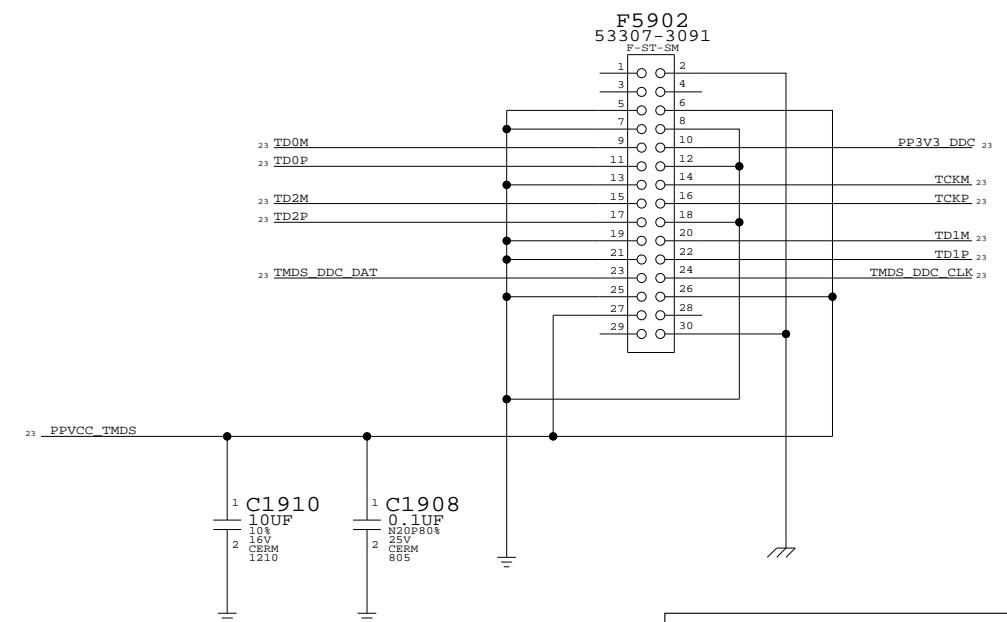 F5902
53307-3091
F-ST-SM
1 2
3 4
5 6
7 8
23 TD0M 9 10 PP3V3_DDC 23
23 TD0P 11 12
13 14 TCKM 23
23 TD2M 15 16 TCKP 23
23 TD2P 17 18
19 20 TD1M 23
21 22 TD1P 23
23 TMDS_DDC_DAT 23 24 TMDS_DDC_CLK 23
25 26
27 28
29 30
23 PPVCC_TMDS
1 C1910
10UF
10%
16V
2 CERM
1210
1 C1908
0.1UF
N20P80%
25V
2 CERM
805